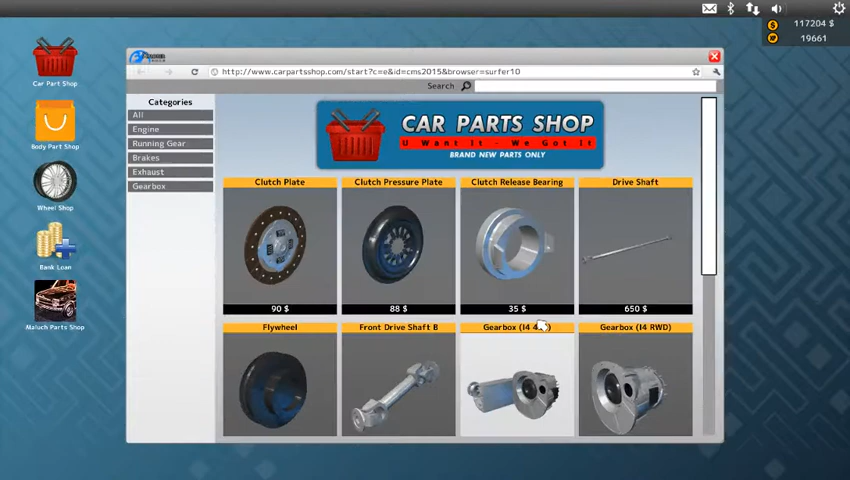 117204 $
19661
Car Part Shop
Body Part Shop
Wheel Shop
Bank Loan
Maluch Parts Shop
http://www.carpartsshop.com/start?c=e&id=cms2015&browser=surfer10
Search
Categories
All
Engine
Running Gear
Brakes
Exhaust
Gearbox
CAR PARTS SHOP
U Want It - We Got It
BRAND NEW PARTS ONLY
Clutch Plate
90 $
Clutch Pressure Plate
88 $
Clutch Release Bearing
35 $
Drive Shaft
650 $
Flywheel
Front Drive Shaft B
Gearbox (I4
Gearbox (I4 RWD)